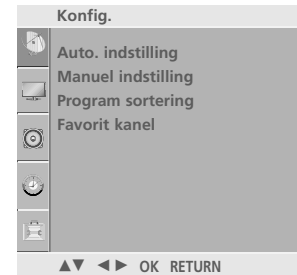 Konfig.
Auto. indstilling
Manuel indstilling
Program sortering
Favorit kanel
▲▼ ◄► OK RETURN